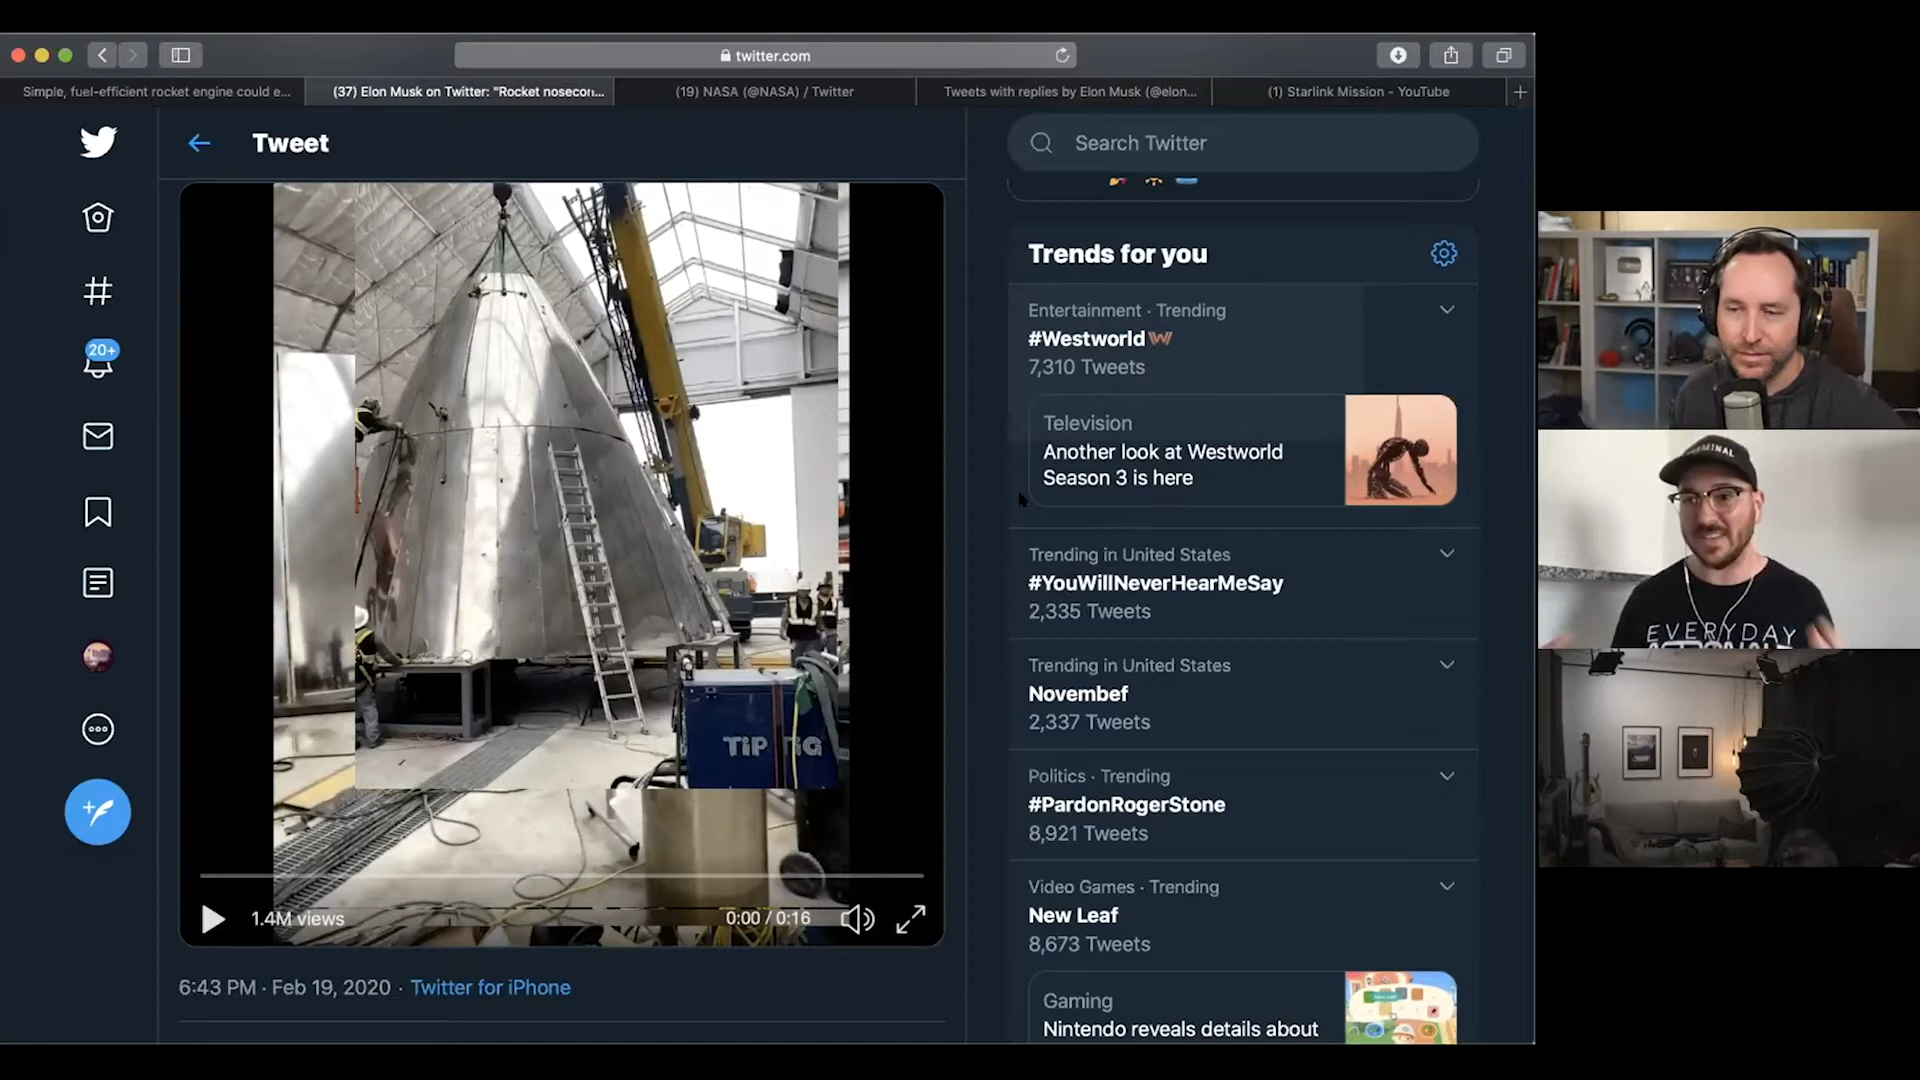 twitter.com
Simple, fuel-efficient rocket engine could e...
(37) Elon Musk on Twitter: "Rocket nosecon...
(19) NASA (@NASA) / Twitter
Tweets with replies by Elon Musk (@elon...
(1) Starlink Mission - YouTube
Tweet
Search Twitter
20+
TiP TiG
1.4M views
0:00 / 0:16
6:43 PM · Feb 19, 2020 · Twitter for iPhone
Trends for you
Entertainment · Trending
#Westworld
7,310 Tweets
Television
Another look at Westworld
Season 3 is here
Trending in United States
#YouWillNeverHearMeSay
2,335 Tweets
Trending in United States
Novembef
2,337 Tweets
Politics · Trending
#PardonRogerStone
8,921 Tweets
Video Games · Trending
New Leaf
8,673 Tweets
Gaming
Nintendo reveals details about
EVERYDAY